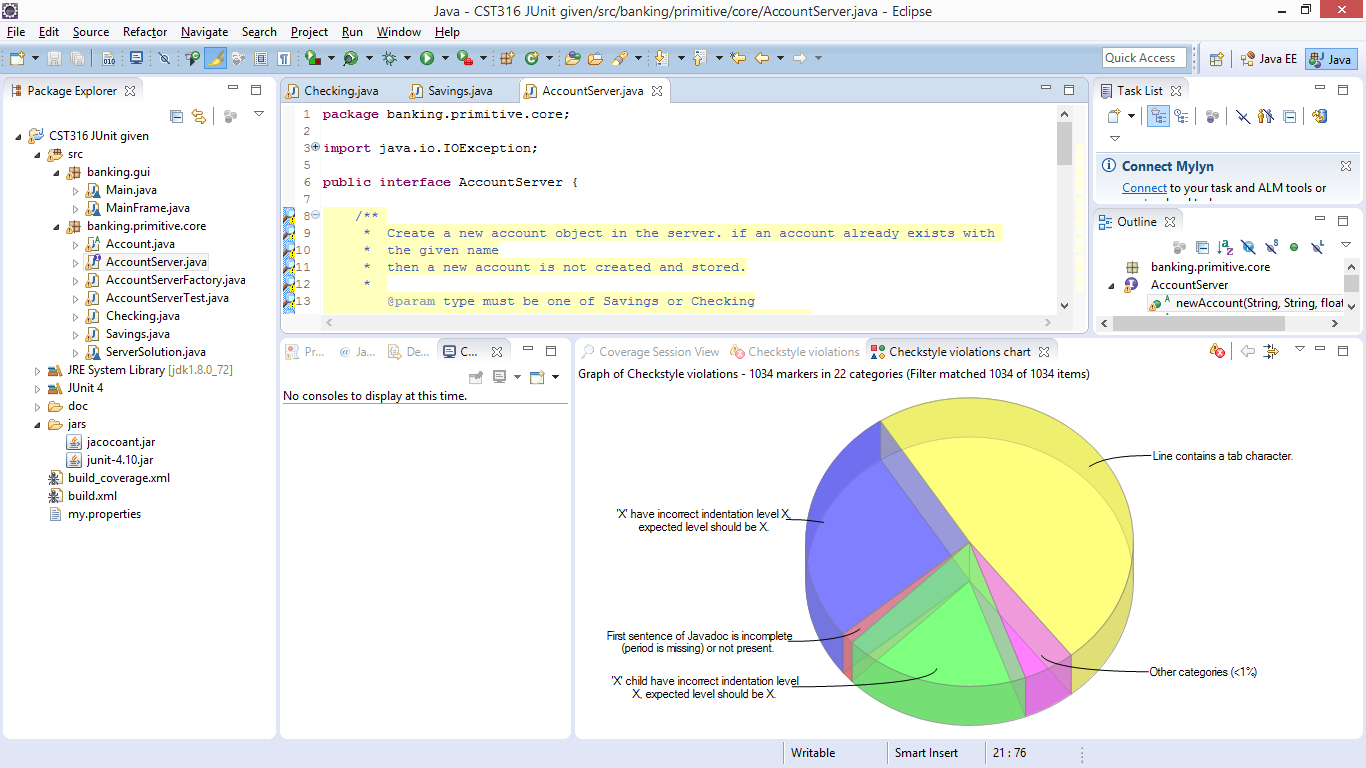 Java - CST316 JUnit given/src/banking/primitive/core/AccountServer.java - Eclipse
File Edit Source Refactor Navigate Search Project Run Window Help
Quick Access
Java EE
Java
Package Explorer
CST316 JUnit given
src
banking.gui
Main.java
MainFrame.java
banking.primitive.core
Account.java
AccountServer.java
AccountServerFactory.java
AccountServerTest.java
Checking.java
Savings.java
ServerSolution.java
JRE System Library [jdk1.8.0_72]
JUnit 4
doc
jars
jacocoant.jar
junit-4.10.jar
build_coverage.xml
build.xml
my.properties
Checking.java
Savings.java
AccountServer.java
1 package banking.primitive.core;
2
3 import java.io.IOException;
5
6 public interface AccountServer {
7
8 /**
9 * Create a new account object in the server. if an account already exists with
10 * the given name
11 * then a new account is not created and stored.
12 *
13 @param type must be one of Savings or Checking
Task List
Connect Mylyn
Connect to your task and ALM tools or
Outline
banking.primitive.core
AccountServer
newAccount(String, String, float
Pr...
@ Ja...
De...
C...
No consoles to display at this time.
Coverage Session View
Checkstyle violations
Checkstyle violations chart
Graph of Checkstyle violations - 1034 markers in 22 categories (Filter matched 1034 of 1034 items)
Line contains a tab character.
'X' have incorrect indentation level X,
expected level should be X.
First sentence of Javadoc is incomplete
(period is missing) or not present.
'X' child have incorrect indentation level
X, expected level should be X.
Other categories (<1%)
Writable
Smart Insert
21 : 76